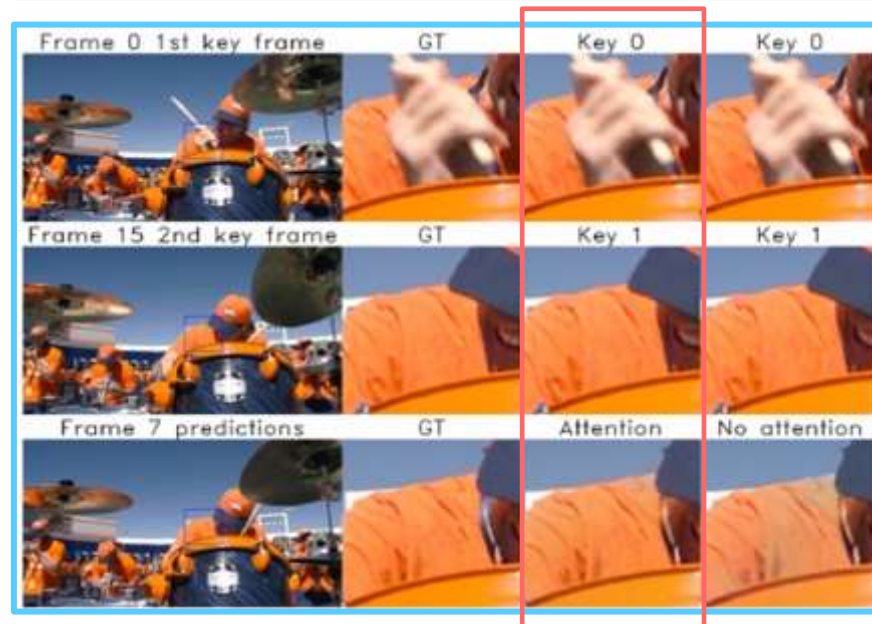 Frame 0 1st key frame GT Key 0 Key 0
Frame 15 2nd key frame GT Key 1 Key 1
Frame 7 predictions GT Attention No attention